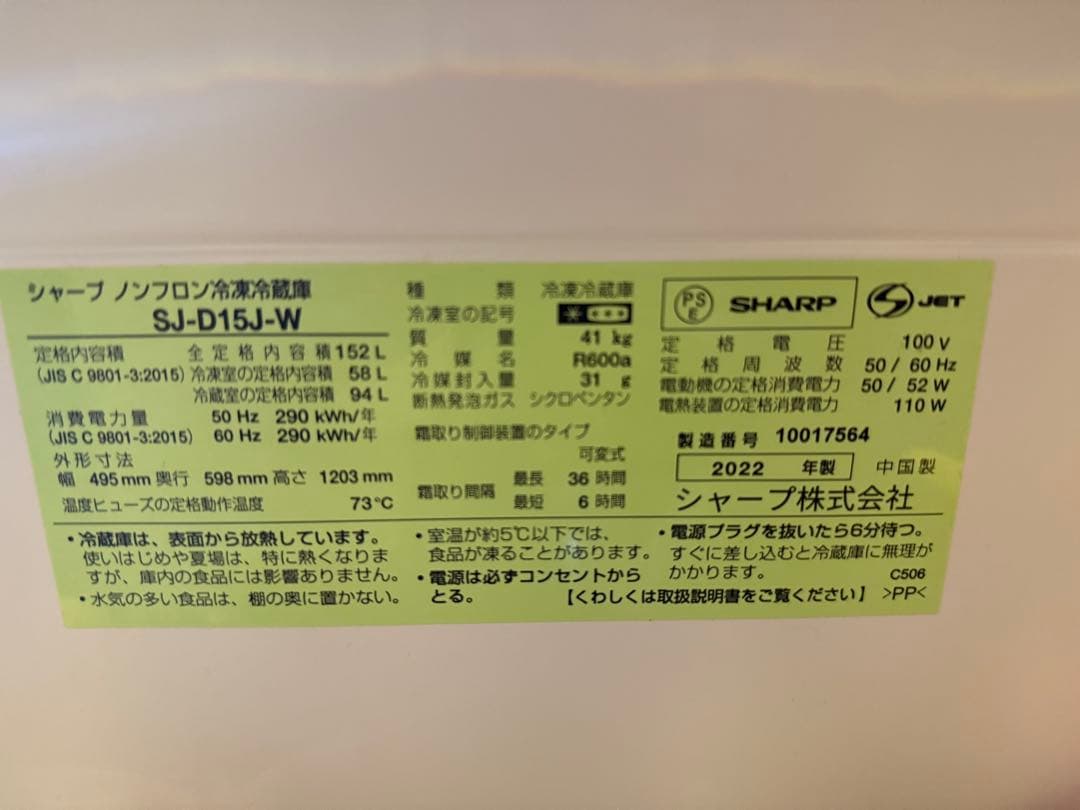 シャープ ノンフロン冷凍冷蔵庫
SJ-D15J-W
定格内容積 全定格内容積 152 L
(JIS C 9801-3:2015) 冷凍室の定格内容積 58 L
冷蔵室の定格内容積 94 L
消費電力量 50 Hz 290 kWh/年
(JIS C 9801-3:2015) 60 Hz 290 kWh/年
外形寸法
幅 495 mm 奥行 598 mm 高さ 1203 mm
温度ヒューズの定格動作温度 73℃
種類 冷凍冷蔵庫
冷凍室の記号
質量 41 kg
冷媒名 R600a
冷媒封入量 31 g
断熱発泡ガス シクロペンタン
霜取り制御装置のタイプ
可変式
霜取り間隔 最長 36 時間
最短 6 時間
PSE SHARP JET
定格電圧 100 V
定格周波数 50 / 60 Hz
電動機の定格消費電力 50 / 52 W
電熱装置の定格消費電力 110 W
製造番号 10017564
2022 年製 中国製
シャープ株式会社
・冷蔵庫は、表面から放熱しています。
使いはじめや夏場は、特に熱くなりま
すが、庫内の食品には影響ありません。
・水気の多い食品は、棚の奥に置かない。
・室温が約5℃以下では、
食品が凍ることがあります。
・電源は必ずコンセントから
とる。
・電源プラグを抜いたら6分待つ。
すぐに差し込むと冷蔵庫に無理が
かかります。 C506
【くわしくは取扱説明書をご覧ください】 >PP<